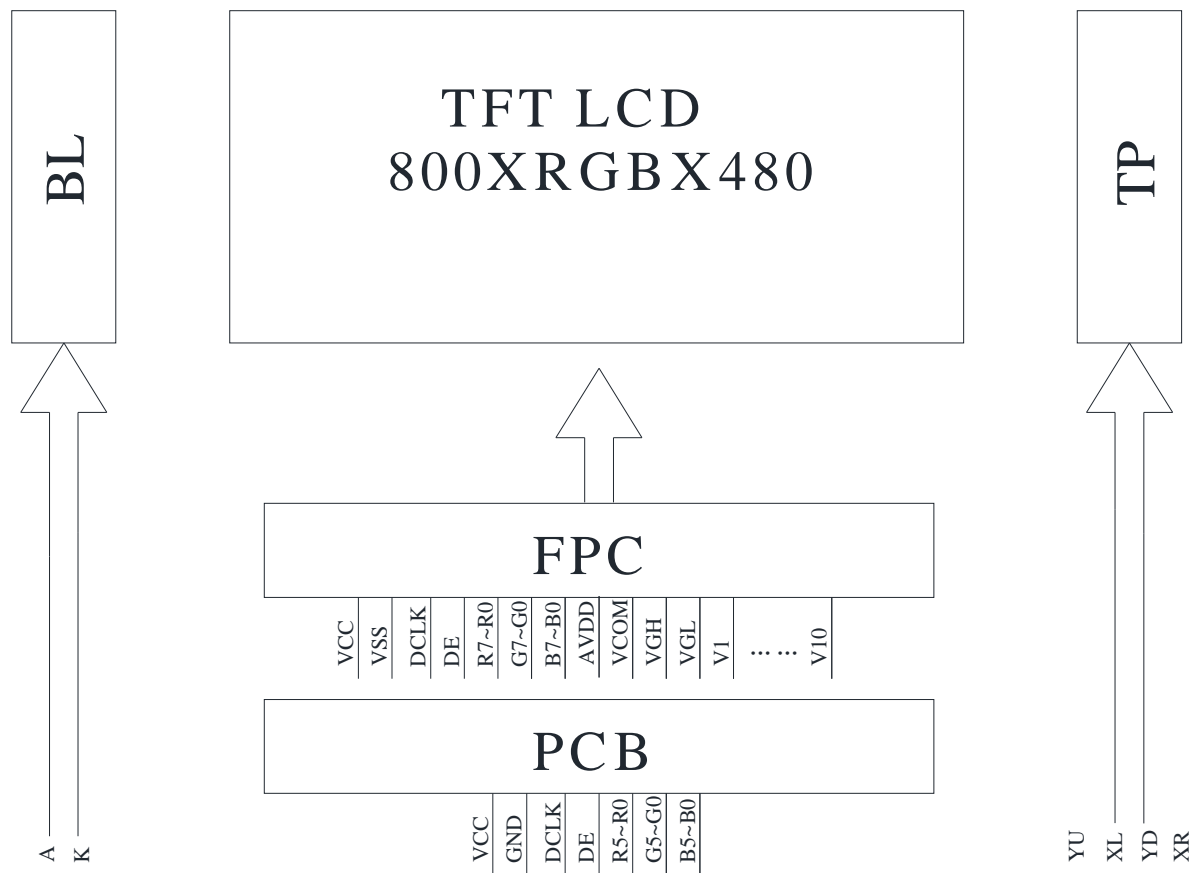 TFT LCD
800XRGBX480
BL
TP
FPC
VCC
VSS
DCLK
DE
R7~R0
G7~G0
B7~B0
AVDD
VCOM
VGH
VGL
V1
... ...
V10
PCB
VCC
GND
DCLK
DE
R5~R0
G5~G0
B5~B0
A
K
YU
XL
YD
XR